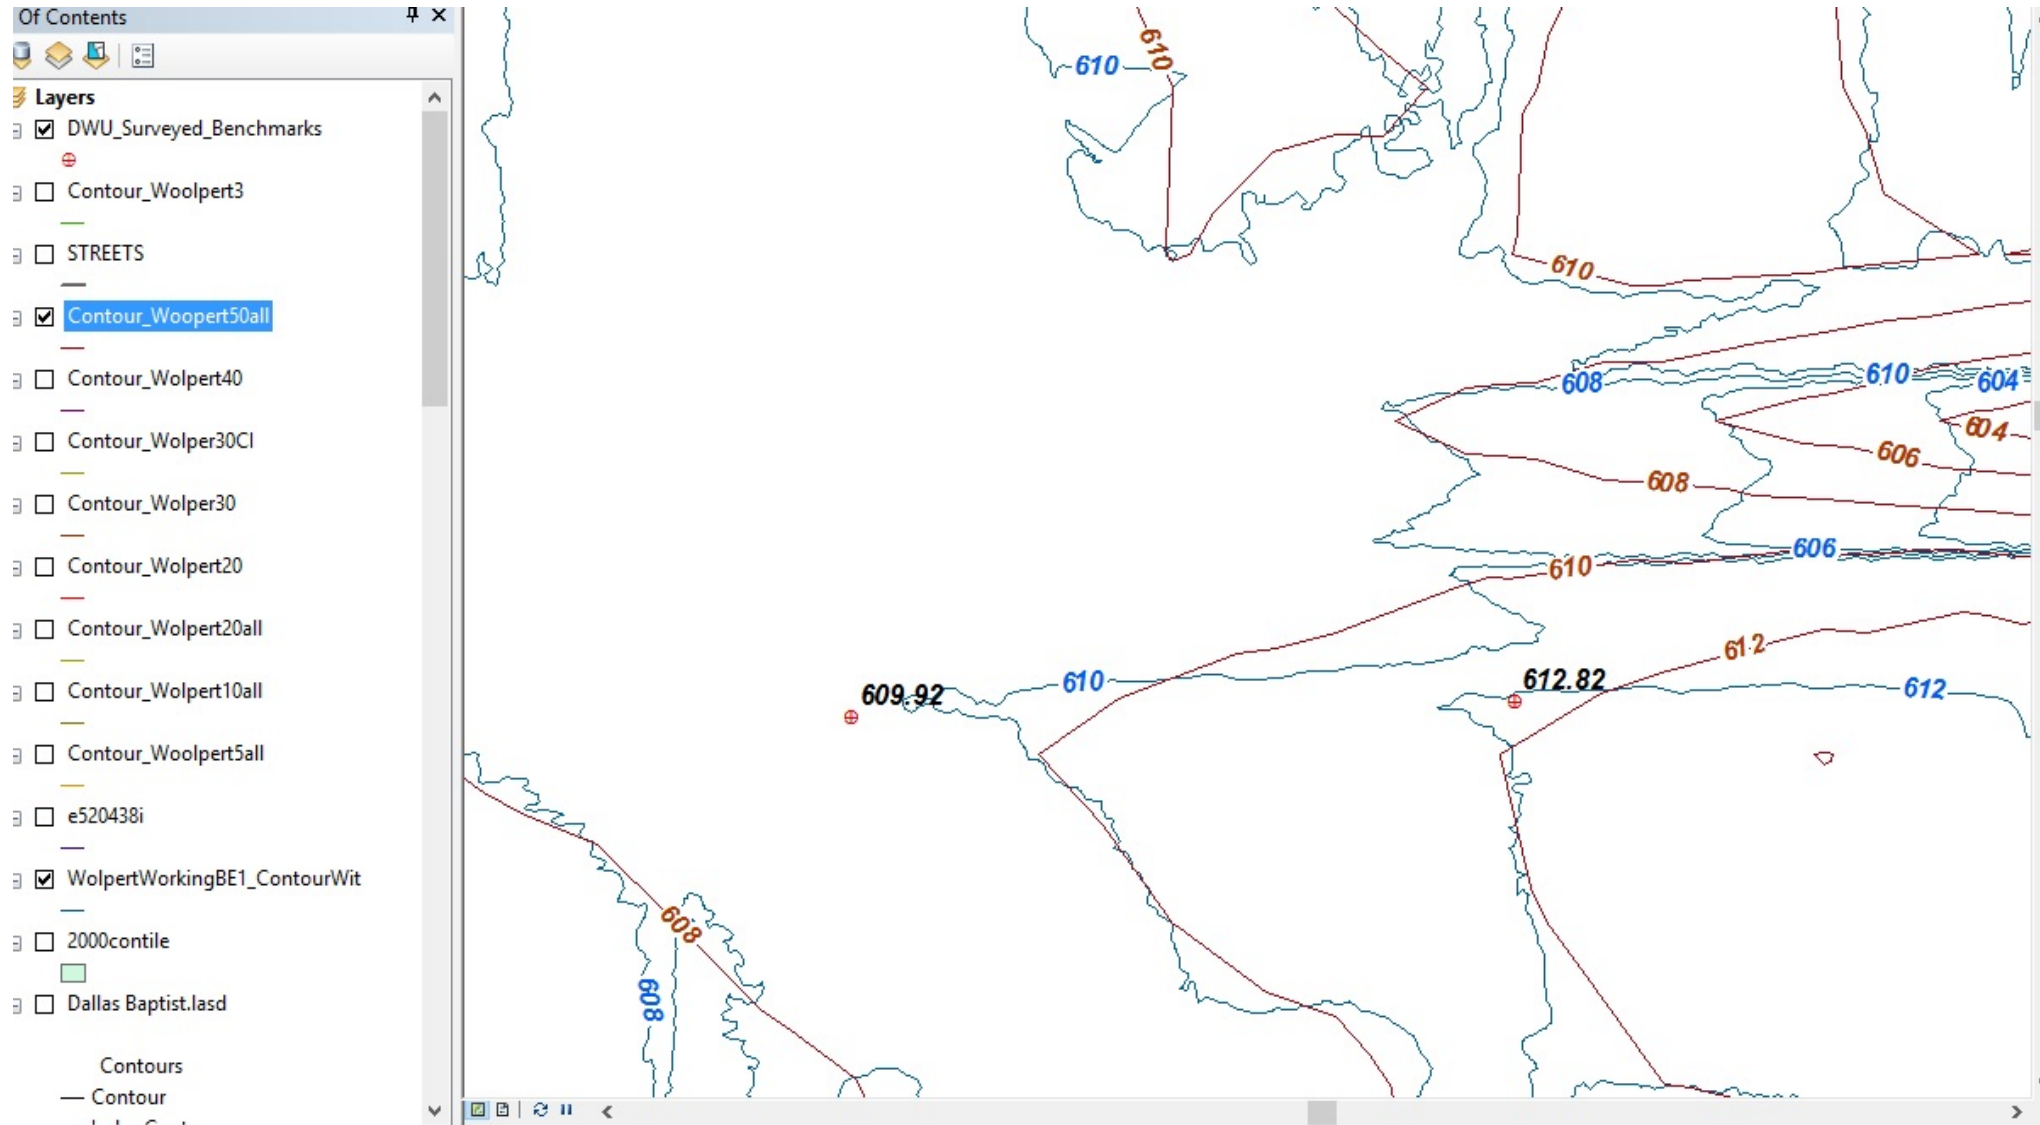 Of Contents
Layers
DWU_Surveyed_Benchmarks
Contour_Woolpert3
STREETS
Contour_Woopert50all
Contour_Wolpert40
Contour_Wolper30Cl
Contour_Wolper30
Contour_Wolpert20
Contour_Wolpert20all
Contour_Wolpert10all
Contour_Woolpert5all
e520438i
WolpertWorkingBE1_ContourWit
2000contile
Dallas Baptist.lasd
Contours
Contour
610
610
610
608
610
604
604
606
608
606
610
612
609.92
610
612.82
612
608
608